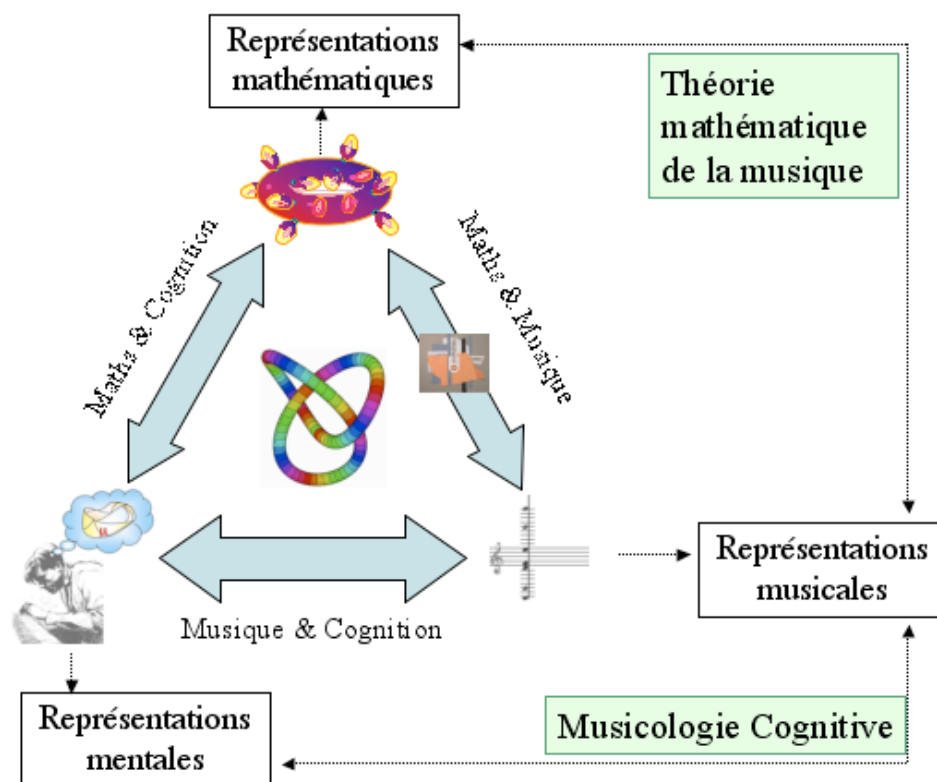 Représentations
mathématiques
Théorie
mathématique
de la musique
Maths & Cognition
Maths & Musique
Musique & Cognition
Représentations
musicales
Représentations
mentales
Musicologie Cognitive